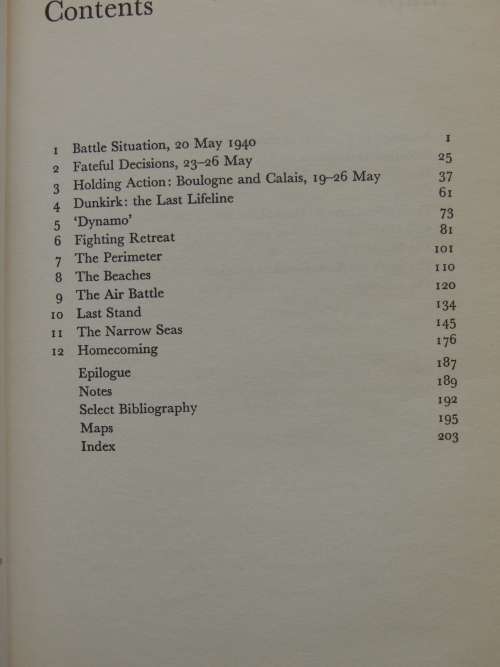 Contents
1 Battle Situation, 20 May 1940 1
2 Fateful Decisions, 23–26 May 25
3 Holding Action: Boulogne and Calais, 19–26 May 37
4 Dunkirk: the Last Lifeline 61
5 ‘Dynamo’ 73
6 Fighting Retreat 81
7 The Perimeter 101
8 The Beaches 110
9 The Air Battle 120
10 Last Stand 134
11 The Narrow Seas 145
12 Homecoming 176
Epilogue 187
Notes 189
Select Bibliography 192
Maps 195
Index 203